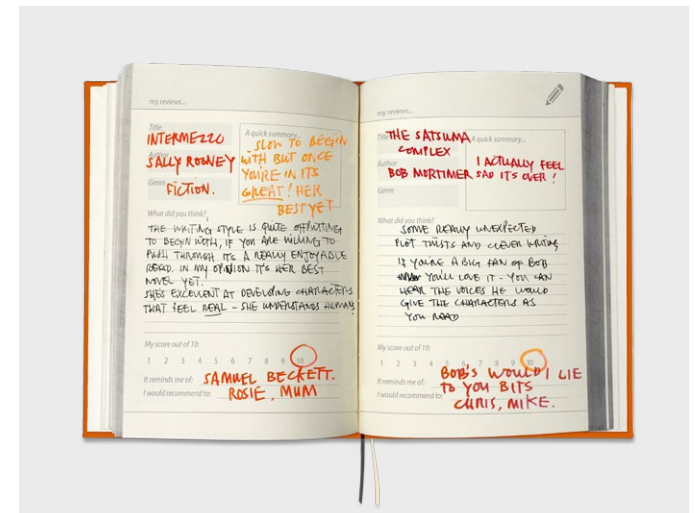 my reviews...
Title
INTERMEZZO
Author
SALLY ROONEY
Genre
FICTION.
A quick summary...
SLOW TO BEGIN
WITH BUT ONCE
YOU'RE IN ITS
GREAT! HER
BEST YET
What did you think?
THE WRITING STYLE IS QUITE OFFPUTTING
TO BEGIN WITH, IF YOU ARE WILLING TO
PUSH THROUGH ITS A REALLY ENJOYABLE
READ. IN MY OPINION IT'S HER BEST
NOVEL YET.
SHE'S EXCELLENT AT DEVELOPING CHARACTERS
THAT FEEL REAL - SHE UNDERSTANDS HUMANS
My score out of 10:
1 2 3 4 5 6 7 8 9 10
It reminds me of: SAMUEL BECKETT.
I would recommend to: ROSIE, MUM
my reviews...
Title
THE SATSUMA
COMPLEX
Author
BOB MORTIMER
Genre
A quick summary...
I ACTUALLY FEEL
SAD IT'S OVER!
What did you think?
SOME REALLY UNEXPECTED
PLOT TWISTS AND CLEVER WRITING
IF YOU'RE A BIG FAN OF BOB
YOU'LL LOVE IT - YOU CAN
HEAR THE VOICES HE WOULD
GIVE THE CHARACTERS AS
YOU READ
My score out of 10:
1 2 3 4 5 6 7 8 9 10
It reminds me of: BOB'S WOULD I LIE
TO YOU BITS
I would recommend to: CHRIS, MIKE.